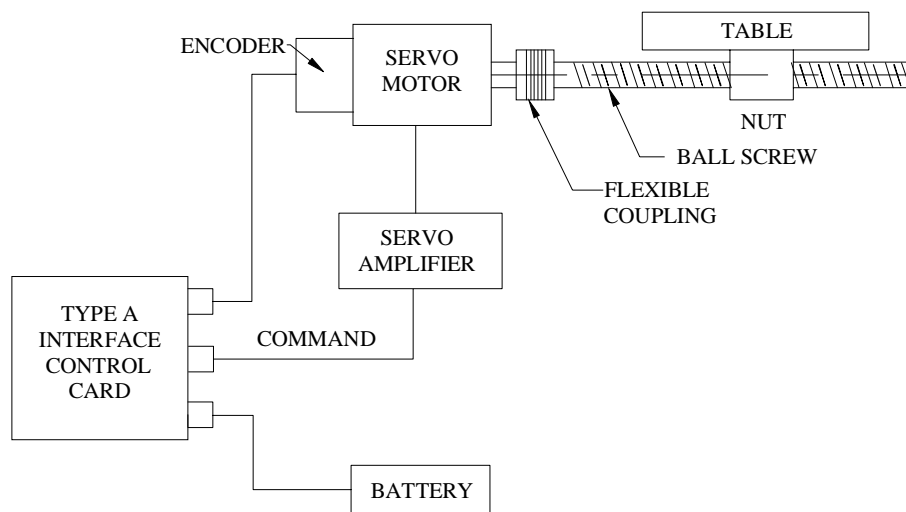 TABLE
ENCODER
SERVO
MOTOR
NUT
BALL SCREW
FLEXIBLE
COUPLING
SERVO
AMPLIFIER
TYPE A
INTERFACE
CONTROL
CARD
COMMAND
BATTERY